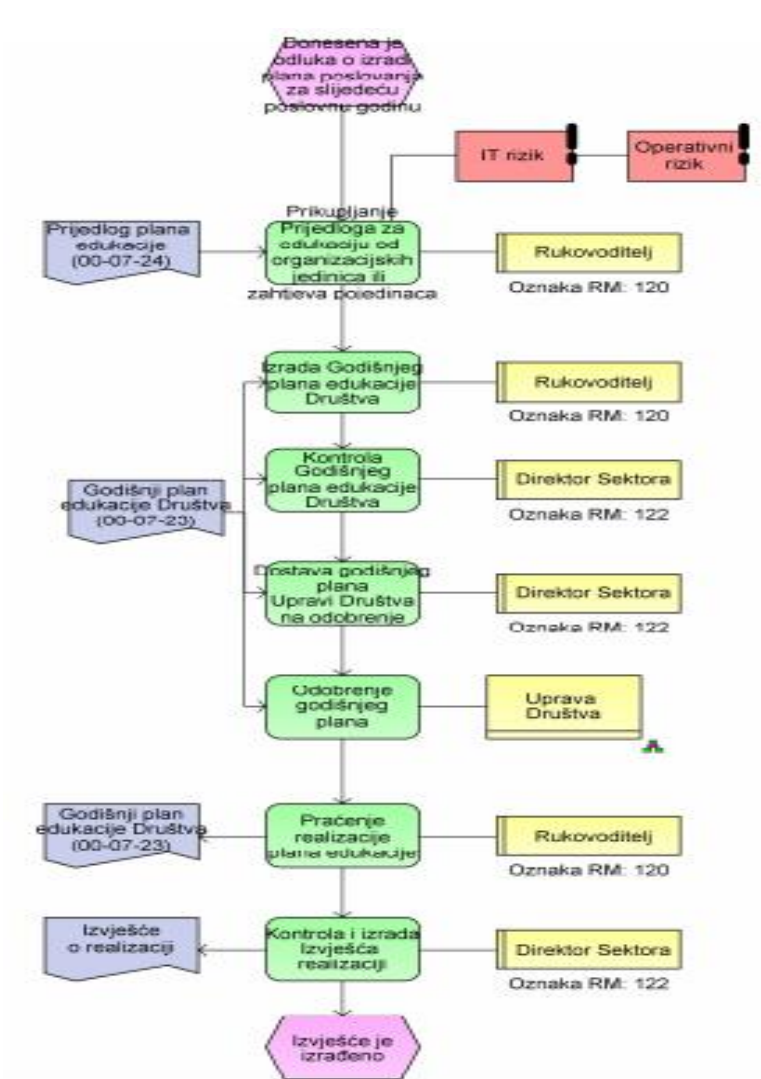 Donesena je
odluka o izradi
plana poslovanja
za slijedeću
poslovnu godinu
IT rizik
Operativni
rizik
Prijedlog plana
edukacije
(00-07-24)
Prikupljanje
Prijedloga za
edukaciju od
organizacijskih
jedinica ili
zahtjeva pojedinaca
Rukovoditelj
Oznaka RM: 120
Izrada Godišnjeg
plana edukacije
Društva
Rukovoditelj
Oznaka RM: 120
Godišnji plan
edukacije Društva
(00-07-23)
Kontrola
Godišnjeg
plana edukacije
Društva
Direktor Sektora
Oznaka RM: 122
Dostava godišnjeg
plana
Upravi Društva
na odobrenje
Direktor Sektora
Oznaka RM: 122
Odobrenje
godišnjeg
plana
Uprava
Društva
Godišnji plan
edukacije Društva
(00-07-23)
Praćenje
realizacije
plana edukacije
Rukovoditelj
Oznaka RM: 120
Izvješće
o realizaciji
Kontrola i izrada
Izvješća
realizaciji
Direktor Sektora
Oznaka RM: 122
Izvješće je
izrađeno